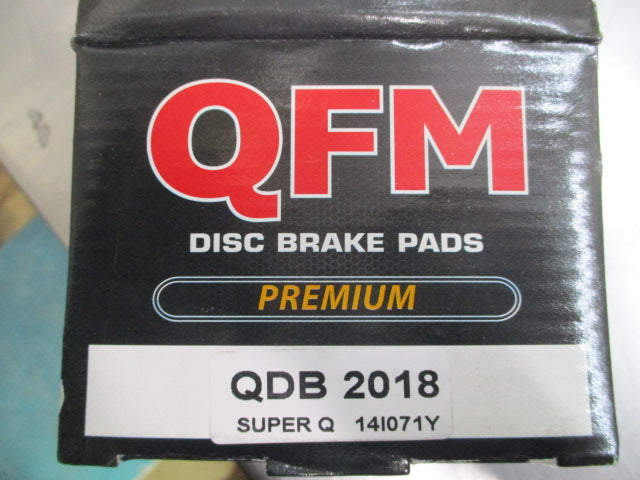 QFM
DISC BRAKE PADS
PREMIUM
QDB 2018
SUPER Q 14I071Y